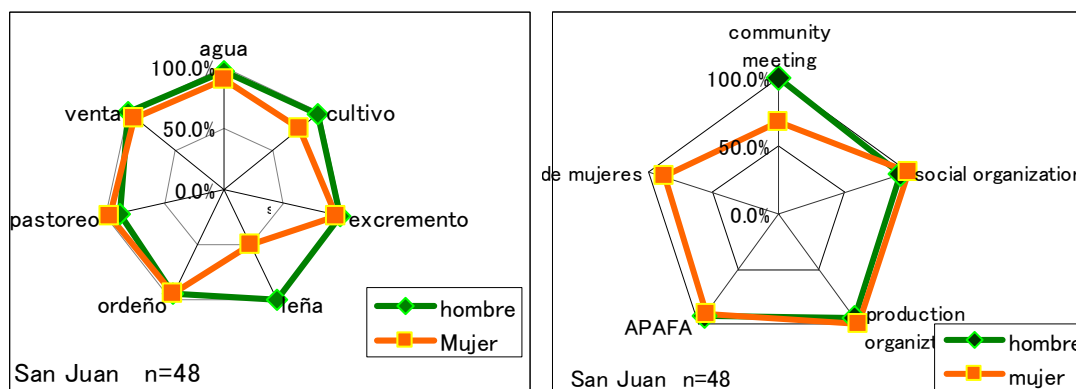 agua
100.0%
venta
cultivo
50.0%
0.0%
s
pastoreo
excremento
ordeño
leña
hombre
Mujer
San Juan n=48
community
meeting
100.0%
50.0%
de mujeres
social organization
0.0%
APAFA
production
hombre
mujer
San Juan n=48